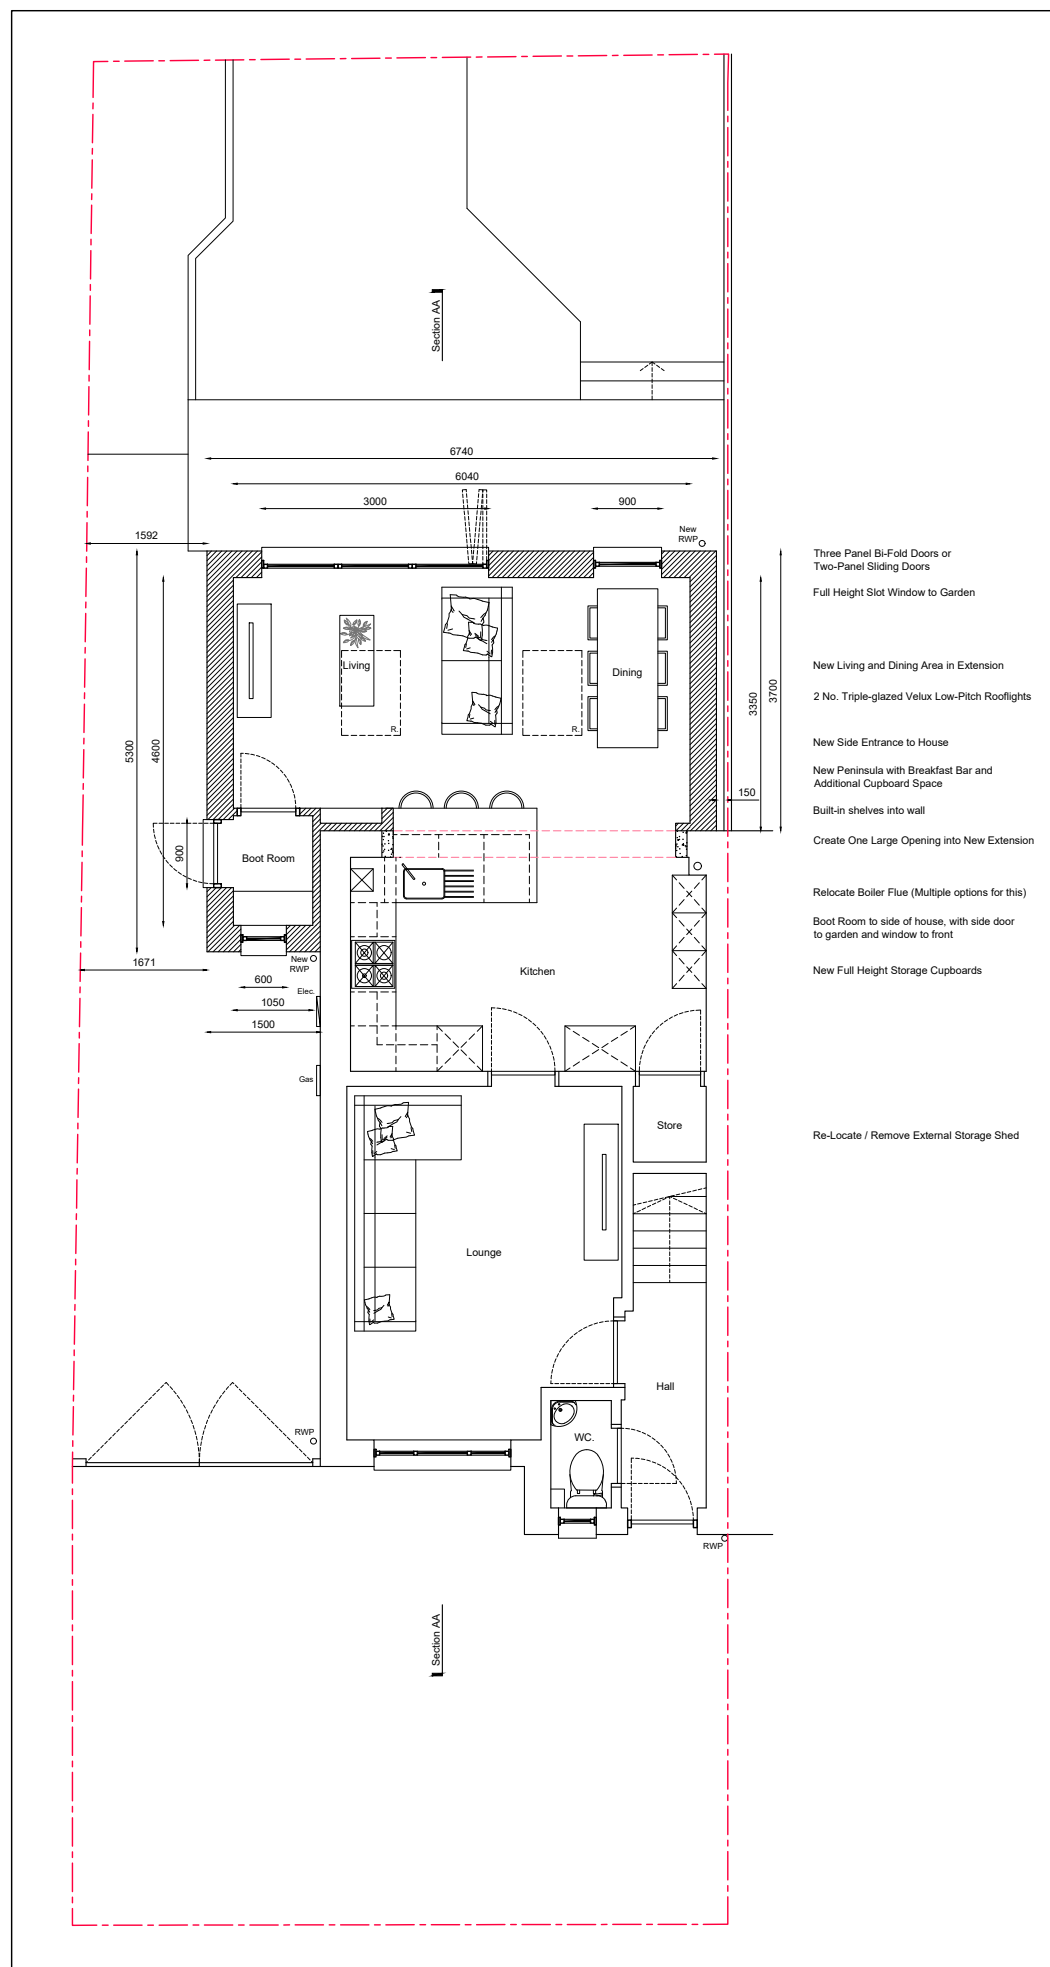 Section AA
6740
6040
3000
900
1592
New
RWP
Three Panel Bi-Fold Doors or
Two-Panel Sliding Doors
Full Height Slot Window to Garden
Living
Dining
New Living and Dining Area in Extension
2 No. Triple-glazed Velux Low-Pitch Rooflights
R.
R.
3350
3700
5300
4600
New Side Entrance to House
New Peninsula with Breakfast Bar and
Additional Cupboard Space
150
Built-in shelves into wall
Create One Large Opening into New Extension
900
Boot Room
Relocate Boiler Flue (Multiple options for this)
Boot Room to side of house, with side door
to garden and window to front
New
RWP
1671
Kitchen
New Full Height Storage Cupboards
600
Elec.
1050
1500
Gas
Store
Re-Locate / Remove External Storage Shed
Lounge
Hall
RWP
WC.
RWP
Section AA